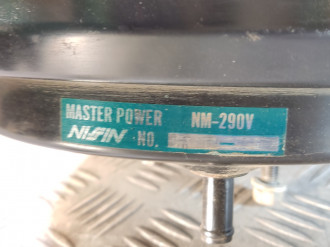 MASTER POWER NM-290V
NISSIN NO. -